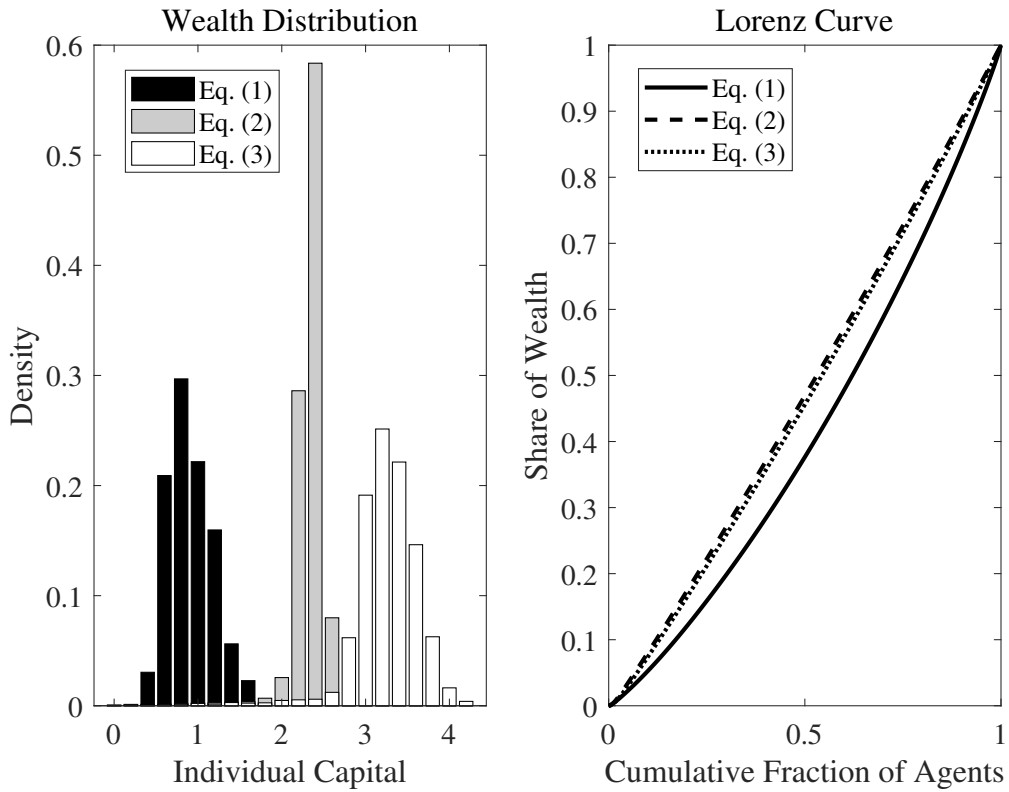 Wealth Distribution
0.6
0.5
0.4
0.3
0.2
0.1
0
Density
Eq. (1)
Eq. (2)
Eq. (3)
0 1 2 3 4
Individual Capital
Lorenz Curve
1
0.9
0.8
0.7
0.6
0.5
0.4
0.3
0.2
0.1
0
Share of Wealth
Eq. (1)
Eq. (2)
Eq. (3)
0 0.5 1
Cumulative Fraction of Agents